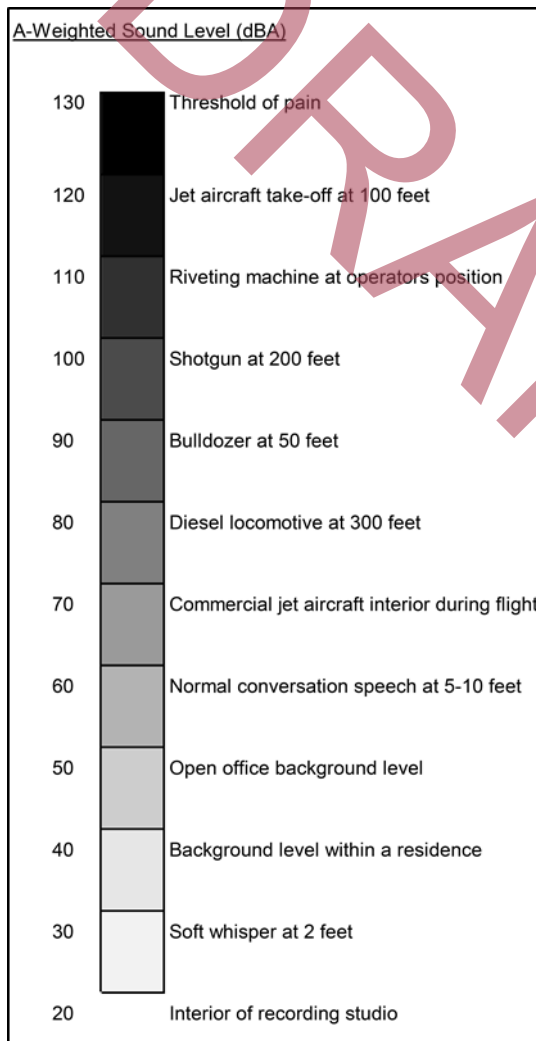 A-Weighted Sound Level (dBA)
130 Threshold of pain
120 Jet aircraft take-off at 100 feet
110 Riveting machine at operators position
100 Shotgun at 200 feet
90 Bulldozer at 50 feet
80 Diesel locomotive at 300 feet
70 Commercial jet aircraft interior during flight
60 Normal conversation speech at 5-10 feet
50 Open office background level
40 Background level within a residence
30 Soft whisper at 2 feet
20 Interior of recording studio